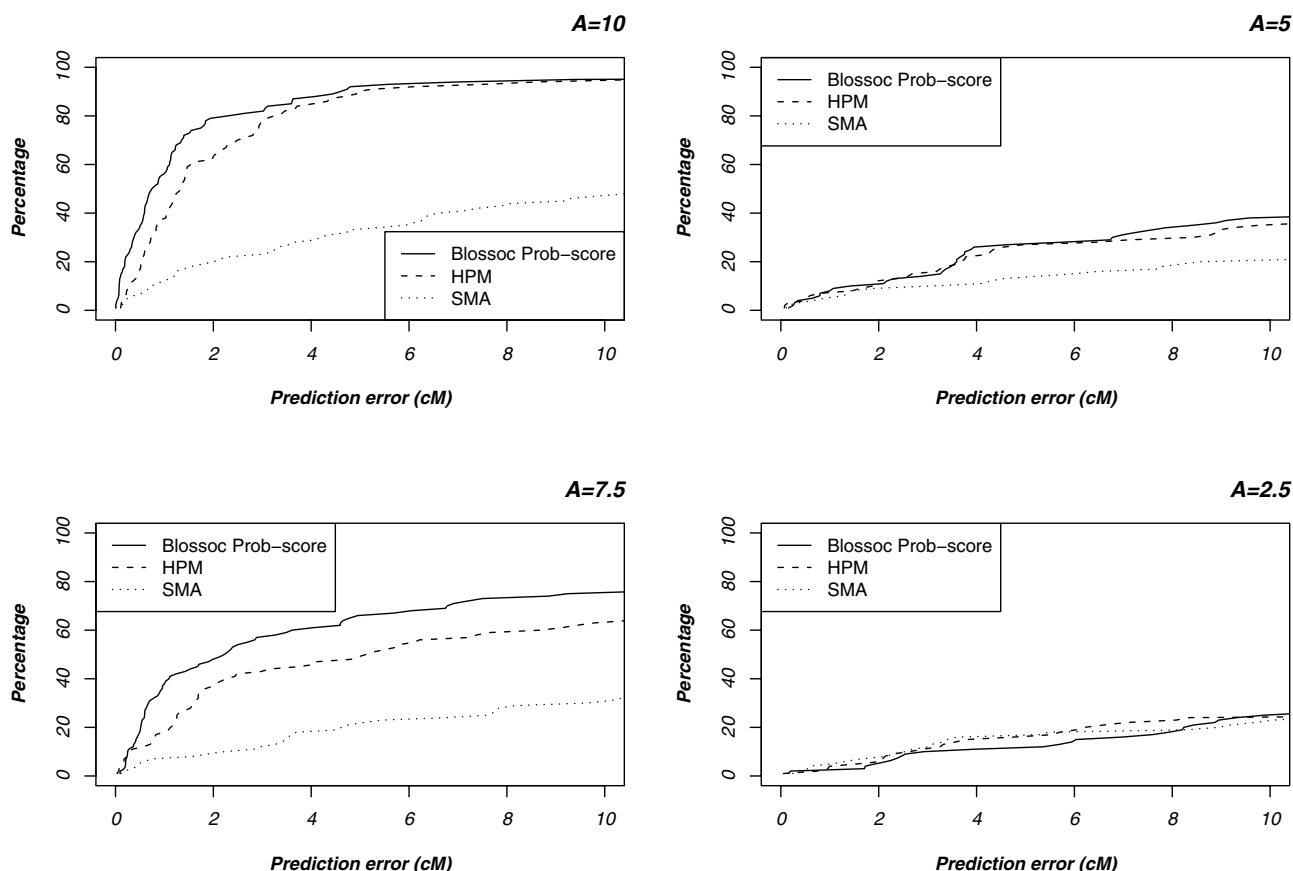 A=10
Percentage
100
80
60
40
20
0
Blossoc Prob−score
HPM
SMA
0 2 4 6 8 10
Prediction error (cM)
A=5
Percentage
100
80
60
40
20
0
Blossoc Prob−score
HPM
SMA
0 2 4 6 8 10
Prediction error (cM)
A=7.5
Percentage
100
80
60
40
20
0
Blossoc Prob−score
HPM
SMA
0 2 4 6 8 10
Prediction error (cM)
A=2.5
Percentage
100
80
60
40
20
0
Blossoc Prob−score
HPM
SMA
0 2 4 6 8 10
Prediction error (cM)